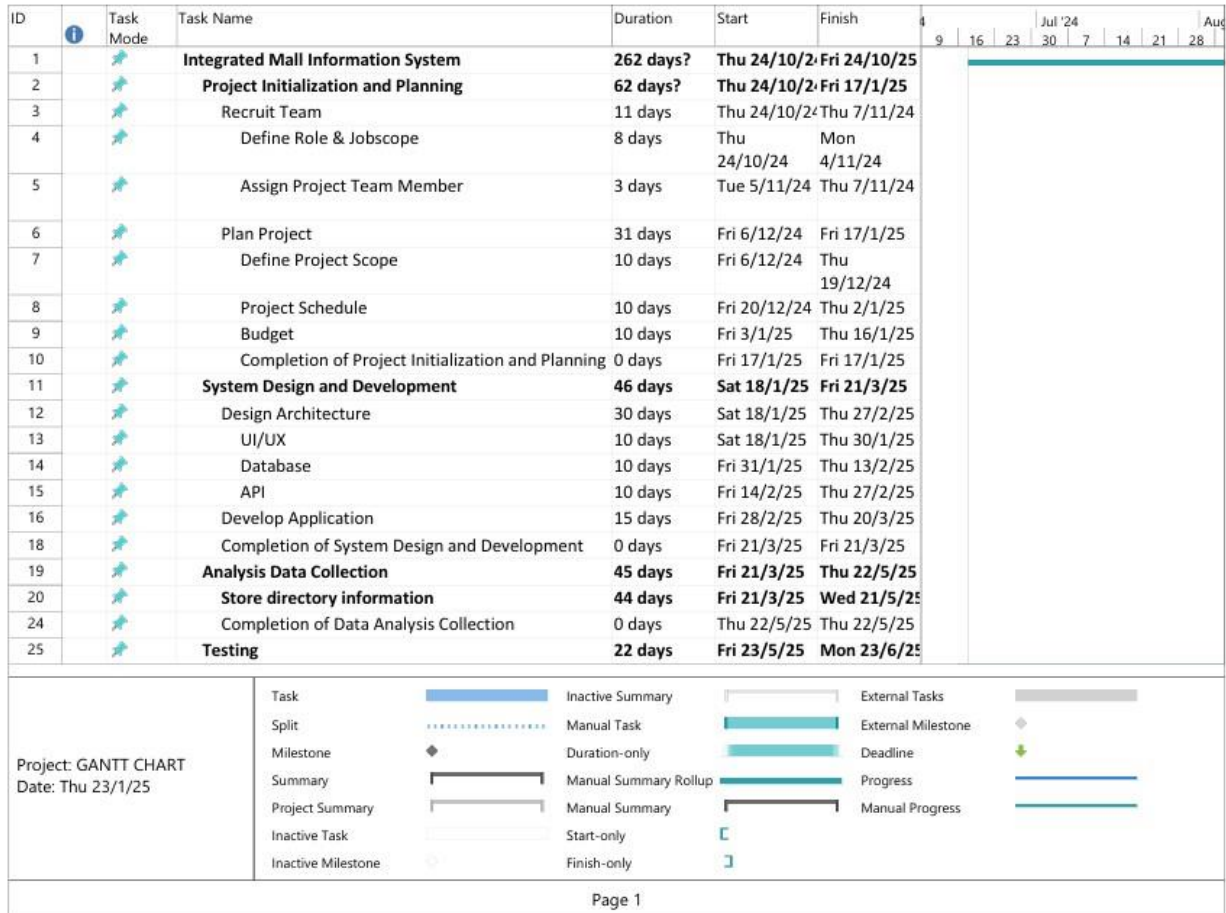 ID Task Mode Task Name Duration Start Finish 4 Jul '24 Aug
9 16 23 30 7 14 21 28
1 Integrated Mall Information System 262 days? Thu 24/10/24 Fri 24/10/25
2 Project Initialization and Planning 62 days? Thu 24/10/24 Fri 17/1/25
3 Recruit Team 11 days Thu 24/10/24 Thu 7/11/24
4 Define Role & Jobscope 8 days Thu 24/10/24 Mon 4/11/24
5 Assign Project Team Member 3 days Tue 5/11/24 Thu 7/11/24
6 Plan Project 31 days Fri 6/12/24 Fri 17/1/25
7 Define Project Scope 10 days Fri 6/12/24 Thu 19/12/24
8 Project Schedule 10 days Fri 20/12/24 Thu 2/1/25
9 Budget 10 days Fri 3/1/25 Thu 16/1/25
10 Completion of Project Initialization and Planning 0 days Fri 17/1/25 Fri 17/1/25
11 System Design and Development 46 days Sat 18/1/25 Fri 21/3/25
12 Design Architecture 30 days Sat 18/1/25 Thu 27/2/25
13 UI/UX 10 days Sat 18/1/25 Thu 30/1/25
14 Database 10 days Fri 31/1/25 Thu 13/2/25
15 API 10 days Fri 14/2/25 Thu 27/2/25
16 Develop Application 15 days Fri 28/2/25 Thu 20/3/25
18 Completion of System Design and Development 0 days Fri 21/3/25 Fri 21/3/25
19 Analysis Data Collection 45 days Fri 21/3/25 Thu 22/5/25
20 Store directory information 44 days Fri 21/3/25 Wed 21/5/25
24 Completion of Data Analysis Collection 0 days Thu 22/5/25 Thu 22/5/25
25 Testing 22 days Fri 23/5/25 Mon 23/6/25
Project: GANTT CHART
Date: Thu 23/1/25
Task Inactive Summary External Tasks
Split Manual Task External Milestone
Milestone Duration-only Deadline
Summary Manual Summary Rollup Progress
Project Summary Manual Summary Manual Progress
Inactive Task Start-only
Inactive Milestone Finish-only
Page 1